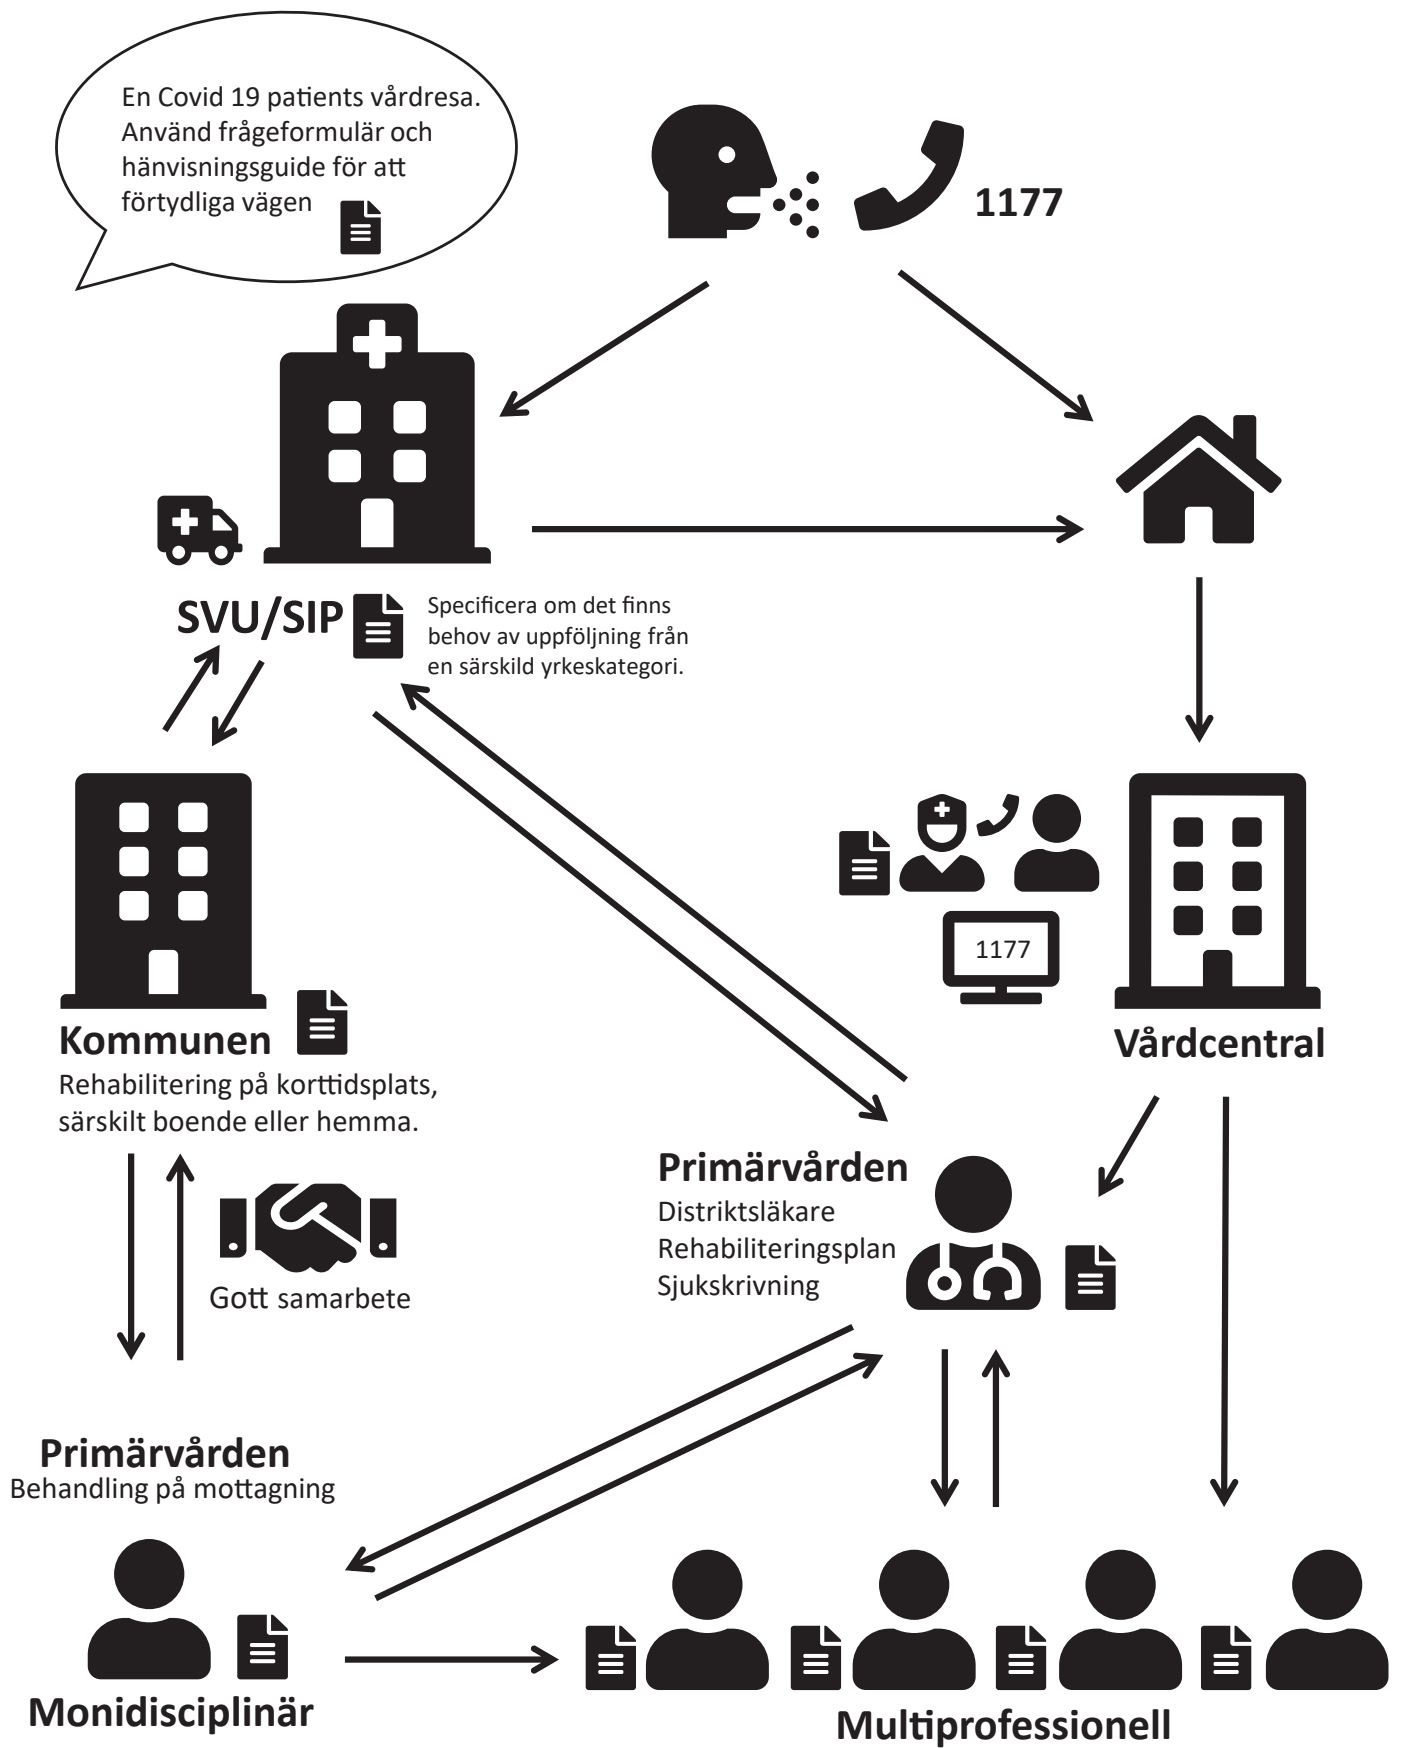 En Covid 19 patients vårdresa.
Använd frågeformulär och
hänvisningsguide för att
förtydliga vägen
1177
SVU/SIP
Specificera om det finns
behov av uppföljning från
en särskild yrkeskategori.
1177
Kommunen
Rehabilitering på korttidsplats,
särskilt boende eller hemma.
Vårdcentral
Gott samarbete
Primärvården
Distriktsläkare
Rehabiliteringsplan
Sjukskrivning
Primärvården
Behandling på mottagning
Monidisciplinär
Multiprofessionell